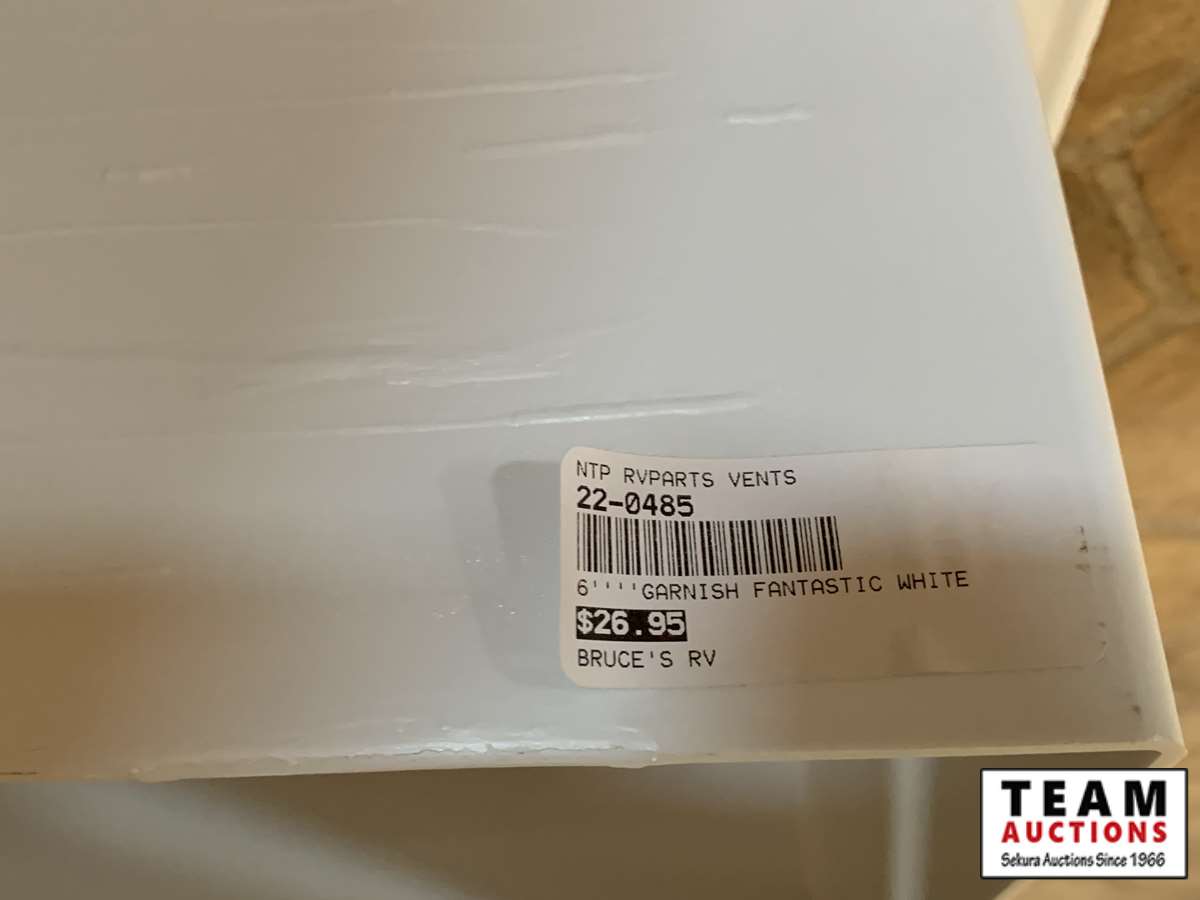 NTP RVPARTS VENTS
22-0485
6''''GARNISH FANTASTIC WHITE
$26.95
BRUCE'S RV
TEAM
AUCTIONS
Sekura Auctions Since 1966